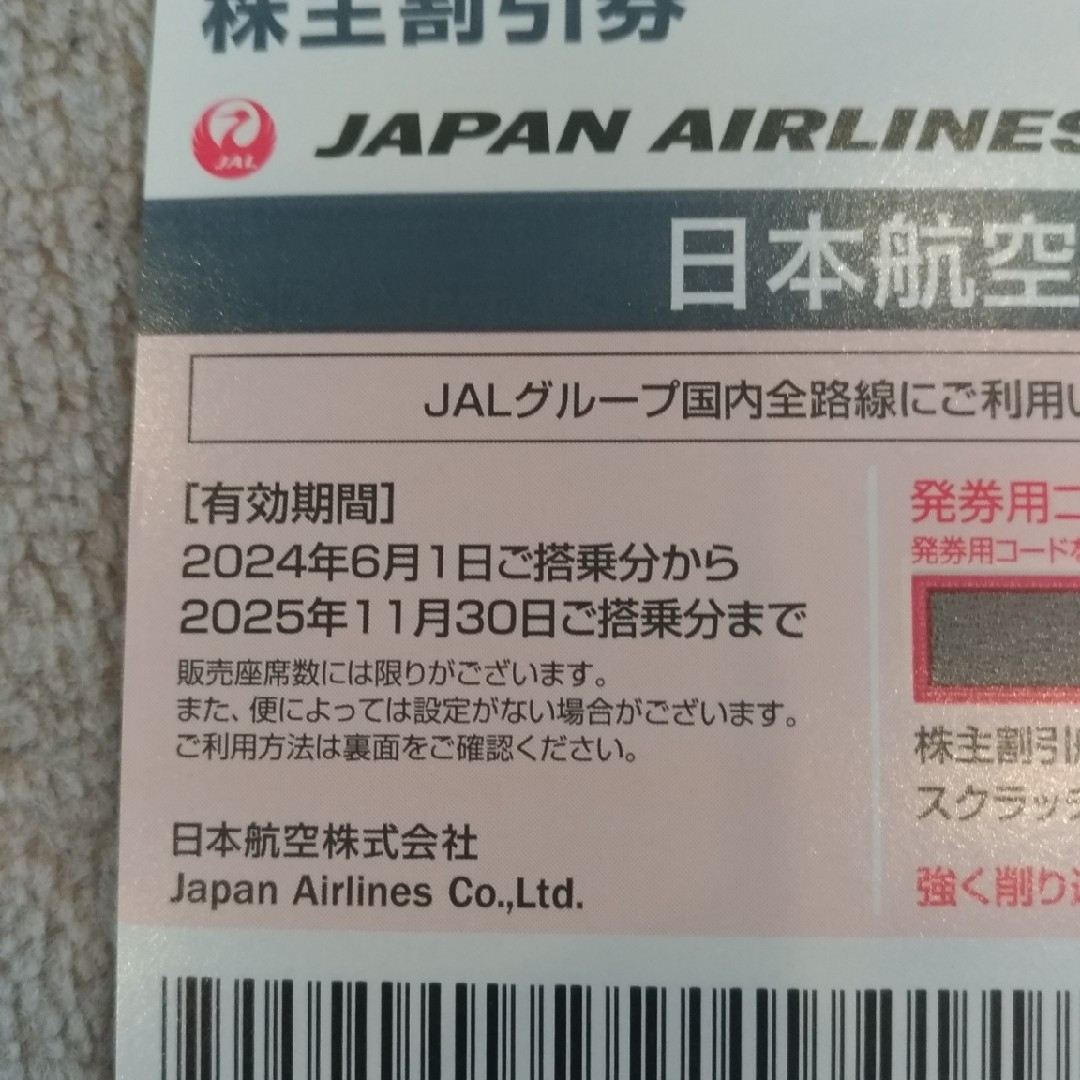 株主割引券
JAL
JAPAN AIRLINES
日本航空
JALグループ国内全路線にご利用い
[有効期間]
2024年6月1日ご搭乗分から
2025年11月30日ご搭乗分まで
販売座席数には限りがございます。
また、便によっては設定がない場合がございます。
ご利用方法は裏面をご確認ください。
日本航空株式会社
Japan Airlines Co.,Ltd.
発券用コ
発券用コードを
株主割引
スクラッチ
強く削り